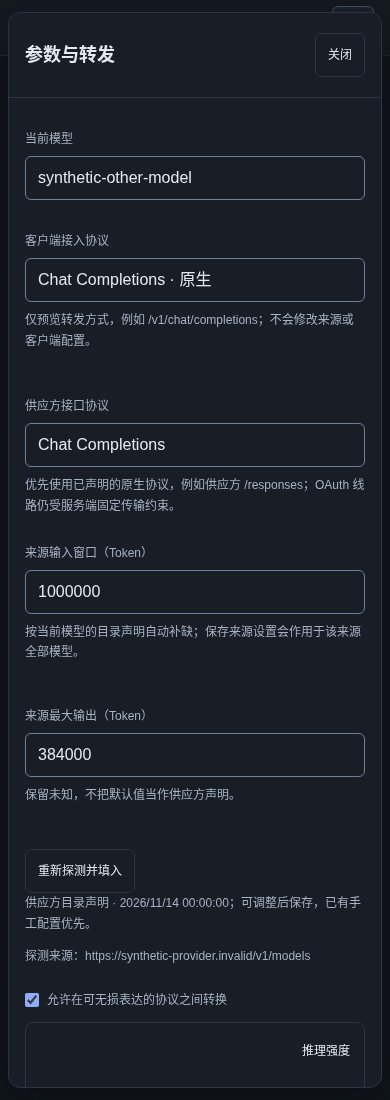 参数与转发
关闭
当前模型
synthetic-other-model
客户端接入协议
Chat Completions · 原生
仅预览转发方式，例如 /v1/chat/completions；不会修改来源或
客户端配置。
供应方接口协议
Chat Completions
优先使用已声明的原生协议，例如供应方 /responses；OAuth 线
路仍受服务端固定传输约束。
来源输入窗口（Token）
1000000
按当前模型的目录声明自动补缺；保存来源设置会作用于该来源
全部模型。
来源最大输出（Token）
384000
保留未知，不把默认值当作供应方声明。
重新探测并填入
供应方目录声明 · 2026/11/14 00:00:00；可调整后保存，已有手
工配置优先。
探测来源：https://synthetic-provider.invalid/v1/models
允许在可无损表达的协议之间转换
推理强度